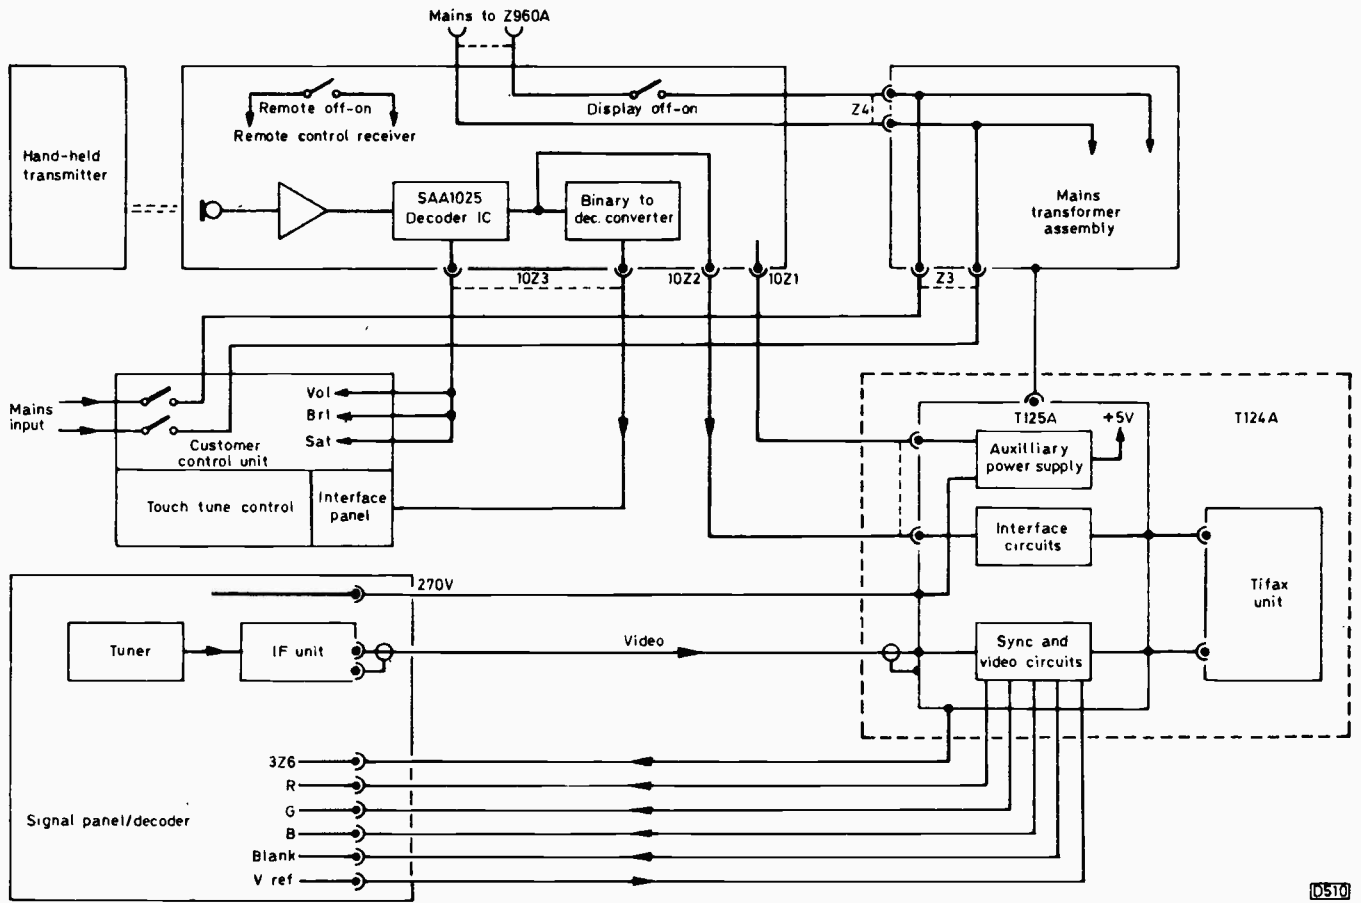 Mains to Z960A
Remote off-on
Remote control receiver
Display off-on
Z4
Hand-held
transmitter
SAA1025
Decoder IC
Binary to
dec. converter
Mains
transformer
assembly
10Z3
10Z2
10Z1
Z3
Mains
input
Vol
Brl
Sat
Customer
control unit
Touch tune control
Interface
panel
T125A
+5V
T124A
Auxilliary
power supply
Interface
circuits
Tifax
unit
270V
Tuner
IF unit
Video
Sync and
video circuits
3Z6
R
G
B
Blank
V ref
Signal panel/decoder
D510